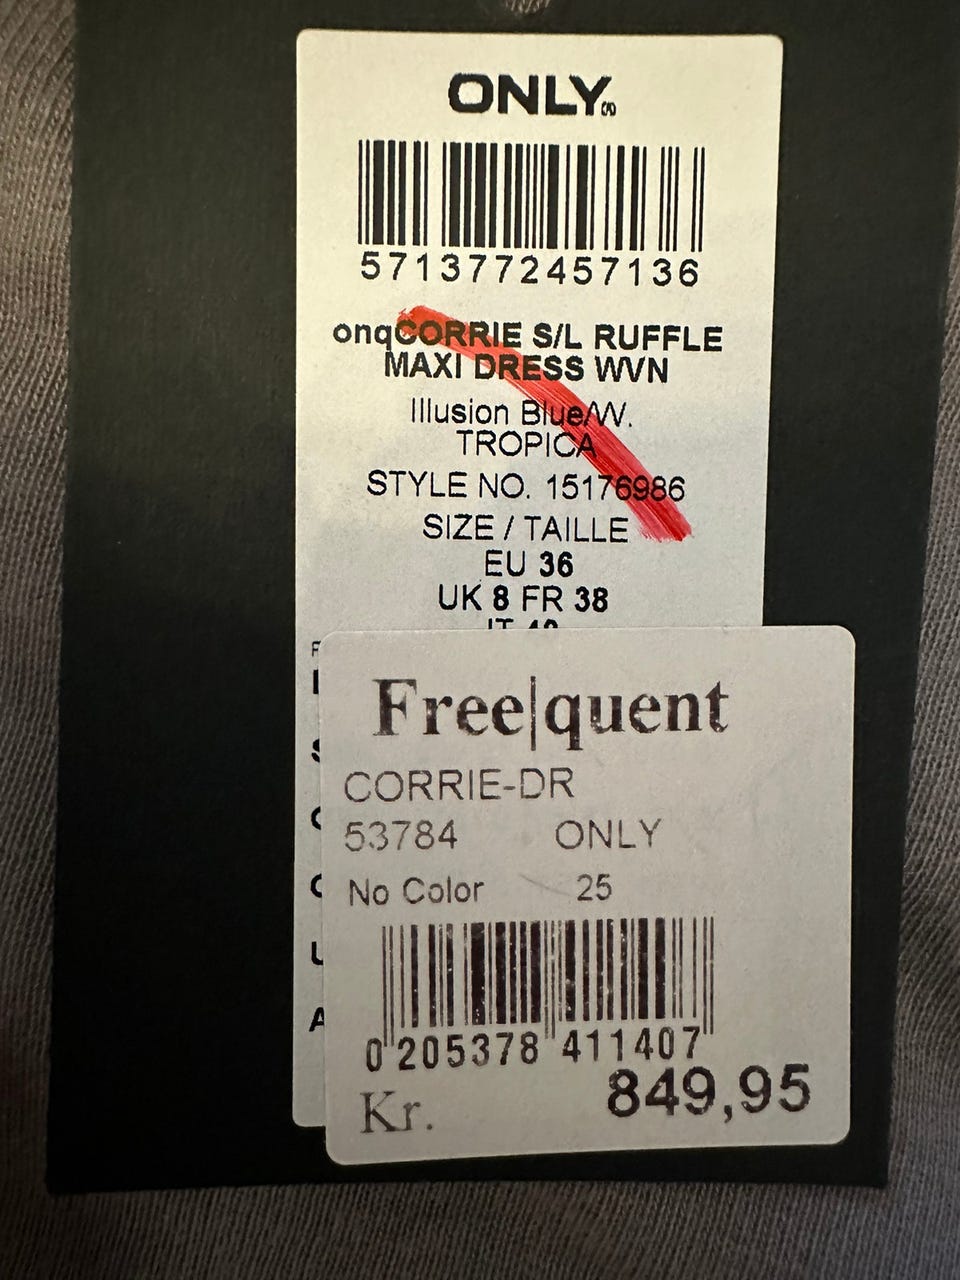 ONLY
5713772457136
onqCORRIE S/L RUFFLE
MAXI DRESS WVN
Illusion Blue/W.
TROPICA
STYLE NO. 15176986
SIZE / TAILLE
EU 36
UK 8 FR 38
Free|quent
CORRIE-DR
53784 ONLY
No Color 25
0 205378 411407
Kr. 849,95